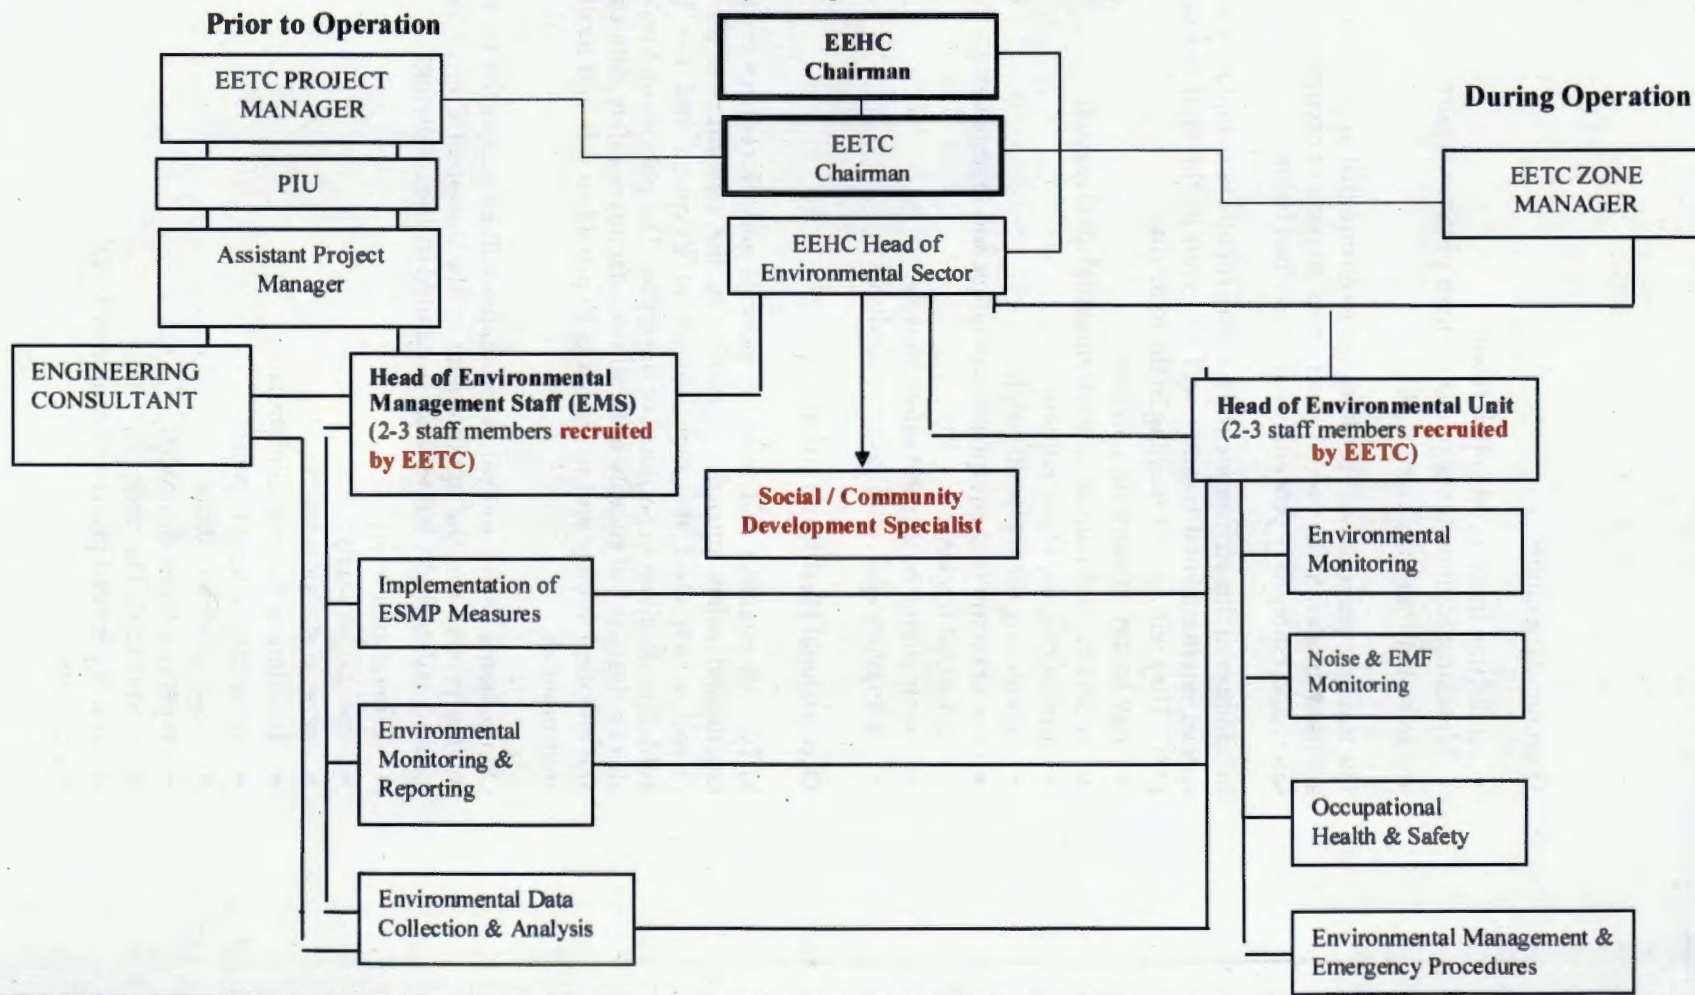 Prior to Operation
EETC PROJECT
MANAGER
PIU
Assistant Project
Manager
ENGINEERING
CONSULTANT
Head of Environmental
Management Staff (EMS)
(2-3 staff members recruited
by EETC)
Implementation of
ESMP Measures
Environmental
Monitoring &
Reporting
Environmental Data
Collection & Analysis
EEHC
Chairman
EETC
Chairman
EEHC Head of
Environmental Sector
Social / Community
Development Specialist
During Operation
EETC ZONE
MANAGER
Head of Environmental Unit
(2-3 staff members recruited
by EETC)
Environmental
Monitoring
Noise & EMF
Monitoring
Occupational
Health & Safety
Environmental Management &
Emergency Procedures